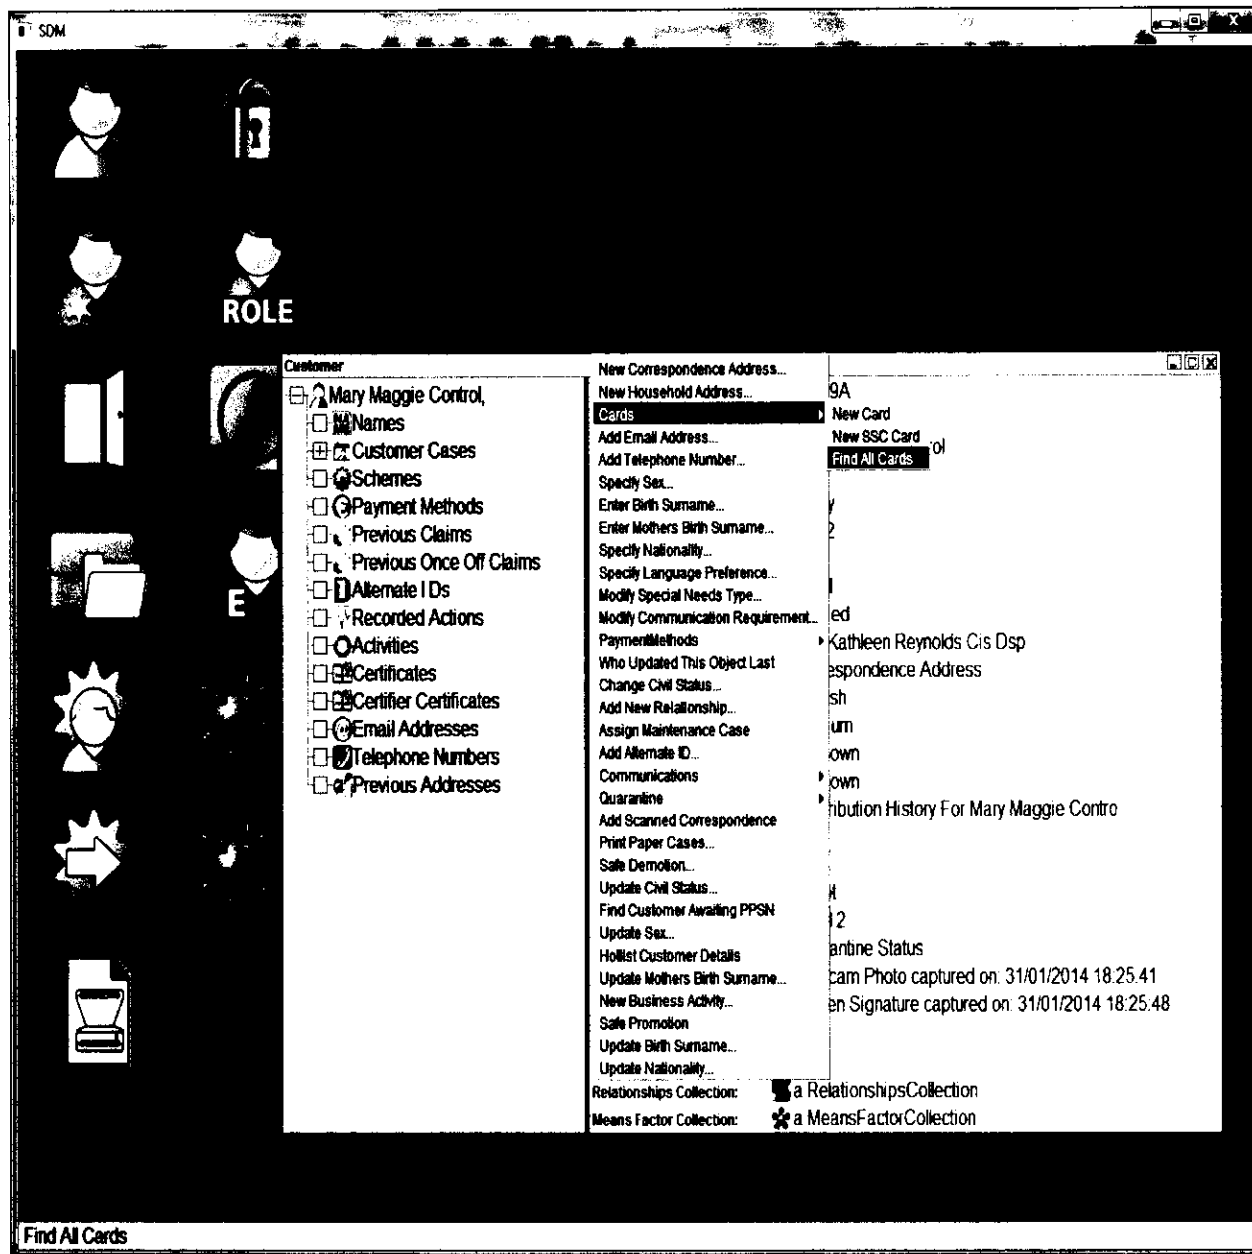 SDM
ROLE
E
Customer
Mary Maggie Control,
Names
Customer Cases
Schemes
Payment Methods
Previous Claims
Previous Once Off Claims
Alternate I Ds
Recorded Actions
Activities
Certificates
Certifier Certificates
Email Addresses
Telephone Numbers
Previous Addresses
New Correspondence Address...
New Household Address...
Cards
Add Email Address...
Add Telephone Number...
Specify Sex...
Enter Birth Surname...
Enter Mothers Birth Surname...
Specify Nationality...
Specify Language Preference...
Modify Special Needs Type...
Modify Communication Requirement...
PaymentMethods
Who Updated This Object Last
Change Civil Status...
Add New Relationship...
Assign Maintenance Case
Add Alternate ID...
Communications
Quarantine
Add Scanned Correspondence
Print Paper Cases...
Safe Demotion...
Update Civil Status...
Find Customer Awaiting PPSN
Update Sex...
Hotlist Customer Details
Update Mothers Birth Surname...
New Business Activity...
Safe Promotion
Update Birth Surname...
Update Nationality...
New Card
New SSC Card
Find All Cards
9A
ol
y
2
ed
Kathleen Reynolds Cis Dsp
espondence Address
sh
urn
own
own
ribution History For Mary Maggie Contro
12
antine Status
cam Photo captured on: 31/01/2014 18:25:41
en Signature captured on: 31/01/2014 18:25:48
Relationships Collection: a RelationshipsCollection
Means Factor Collection: a MeansFactorCollection
Find All Cards